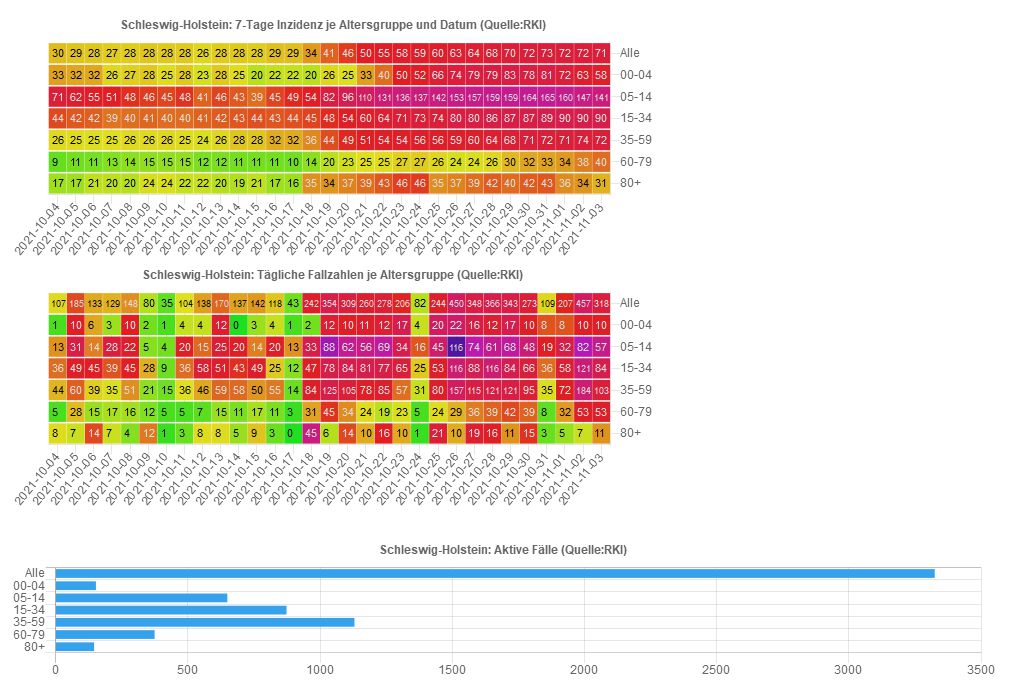 Schleswig-Holstein: 7-Tage Inzidenz je Altersgruppe und Datum (Quelle:RKI)
30 29 28 27 28 28 28 28 26 28 28 28 29 29 34 41 46 50 55 58 59 60 63 64 68 70 72 73 72 72 71 Alle
33 32 32 26 27 28 25 28 23 28 25 20 22 22 20 26 25 33 40 50 52 66 74 79 79 83 78 81 72 63 58 00-04
71 62 55 51 48 46 45 48 41 46 43 39 45 49 54 82 96 110 131 136 137 142 153 157 159 159 164 165 160 147 141 05-14
44 42 42 39 40 41 40 40 41 42 43 44 43 44 45 48 54 60 64 71 73 74 80 80 86 87 87 89 90 90 90 15-34
26 25 25 25 26 26 26 25 24 26 28 28 32 32 36 44 49 51 54 54 56 56 59 60 64 68 71 72 71 74 72 35-59
9 11 11 13 14 15 15 15 12 12 11 11 11 10 14 20 23 25 25 27 27 26 24 24 26 30 32 33 34 38 40 60-79
17 17 21 20 20 24 24 22 22 20 19 21 17 16 35 34 37 39 43 46 46 35 37 39 42 40 42 43 36 34 31 80+
2021-10-04 2021-10-05 2021-10-06 2021-10-07 2021-10-08 2021-10-09 2021-10-10 2021-10-11 2021-10-12 2021-10-13 2021-10-14 2021-10-15 2021-10-16 2021-10-17 2021-10-18 2021-10-19 2021-10-20 2021-10-21 2021-10-22 2021-10-23 2021-10-24 2021-10-25 2021-10-26 2021-10-27 2021-10-28 2021-10-29 2021-10-30 2021-10-31 2021-11-01 2021-11-02 2021-11-03
Schleswig-Holstein: Tägliche Fallzahlen je Altersgruppe (Quelle:RKI)
107 185 133 129 148 80 35 104 138 170 137 142 118 43 242 354 309 260 278 206 82 244 450 348 366 343 273 109 207 457 318 Alle
1 10 6 3 10 2 1 4 4 12 0 3 4 1 2 12 10 11 12 17 4 20 22 16 12 17 10 8 8 10 10 00-04
13 31 14 28 22 5 4 20 15 25 20 14 20 13 33 88 62 56 69 34 16 45 116 74 61 68 48 19 32 82 57 05-14
36 49 45 39 45 28 9 36 58 51 43 49 25 12 47 78 84 81 77 65 25 53 116 88 116 84 66 36 58 121 84 15-34
44 60 39 35 51 21 15 36 46 59 58 50 55 14 84 125 105 78 85 57 31 80 157 115 121 121 95 35 72 184 103 35-59
5 28 15 17 16 12 5 5 7 15 11 17 11 3 31 45 34 24 19 23 5 24 29 36 39 42 39 8 32 53 53 60-79
8 7 14 7 4 12 1 3 8 8 5 9 3 0 45 6 14 10 16 10 1 21 10 19 16 11 15 3 5 7 11 80+
2021-10-04 2021-10-05 2021-10-06 2021-10-07 2021-10-08 2021-10-09 2021-10-10 2021-10-11 2021-10-12 2021-10-13 2021-10-14 2021-10-15 2021-10-16 2021-10-17 2021-10-18 2021-10-19 2021-10-20 2021-10-21 2021-10-22 2021-10-23 2021-10-24 2021-10-25 2021-10-26 2021-10-27 2021-10-28 2021-10-29 2021-10-30 2021-10-31 2021-11-01 2021-11-02 2021-11-03
Schleswig-Holstein: Aktive Fälle (Quelle:RKI)
Alle
00-04
05-14
15-34
35-59
60-79
80+
0 500 1000 1500 2000 2500 3000 3500